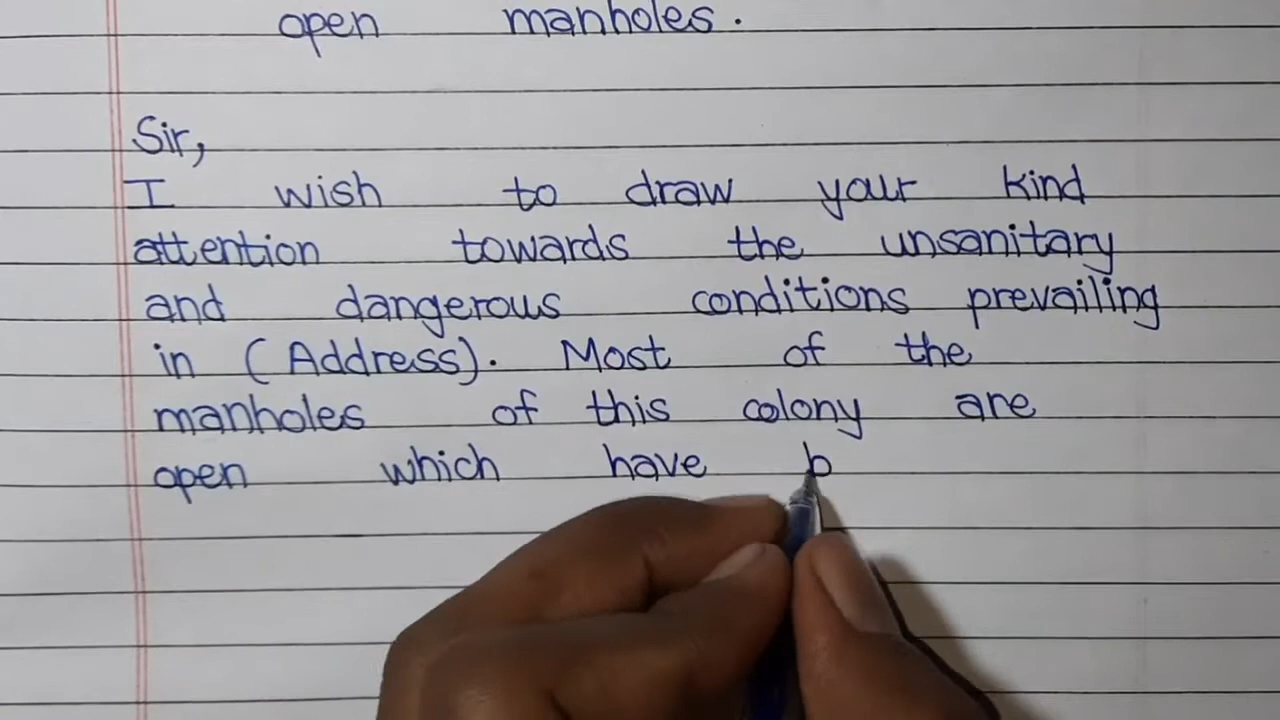 open manholes.
Sir,
I wish to draw your kind
attention towards the unsanitary
and dangerous conditions prevailing
in (Address). Most of the
manholes of this colony are
open which have b